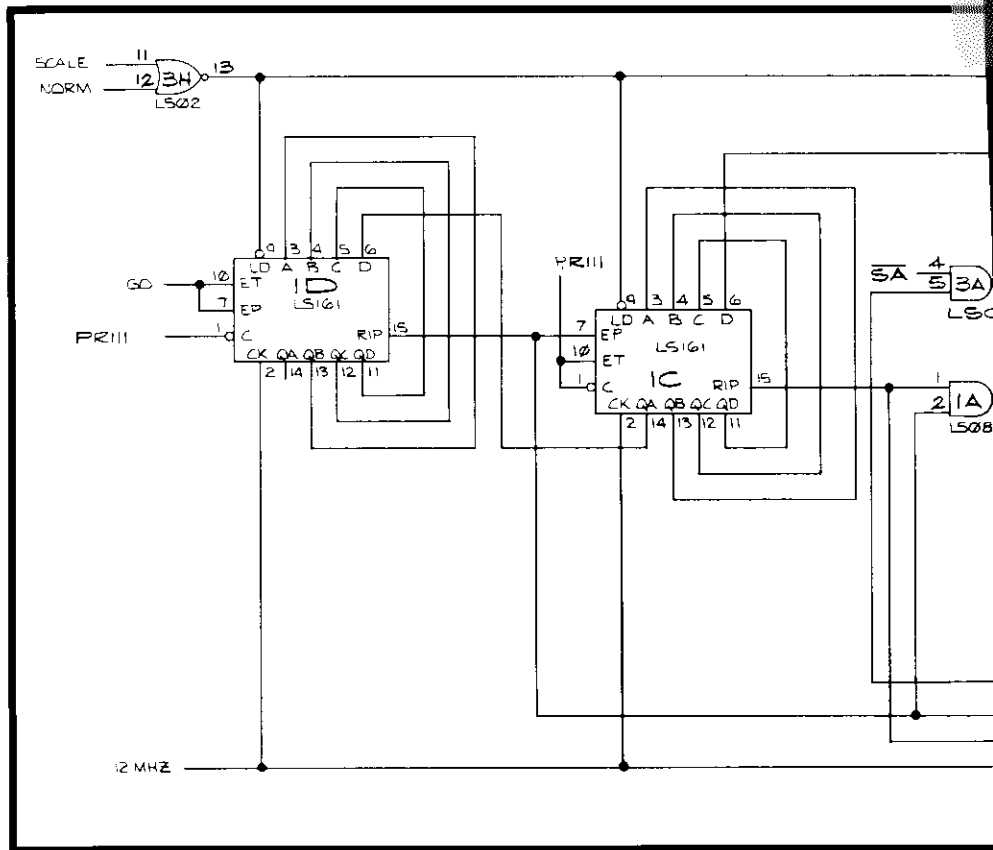 SCALE 11
NORM 12 3H 13
LS02
9 3 4 5 6
LD A B C D
GO 10 ET 1D
7 EP LS161
PR111 1 C RIP 15
CK QA QB QC QD
2 14 13 12 11
PR111
9 3 4 5 6
LD A B C D
7 EP
LS161
10 ET
1 C 1C RIP 15
CK QA QB QC QD
2 14 13 12 11
SA 4
5 3A
1
2 1A
LS08
12 MHZ